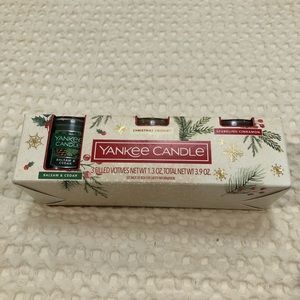 YANKEE
CANDLE
BALSAM &
CEDAR
CHRISTMAS COOKIE
SPARKLING CINNAMON
YANKEE CANDLE
3 FILLED VOTIVES NET WT 1.3 OZ, TOTAL NET WT 3.9 OZ.
BALSAM & CEDAR